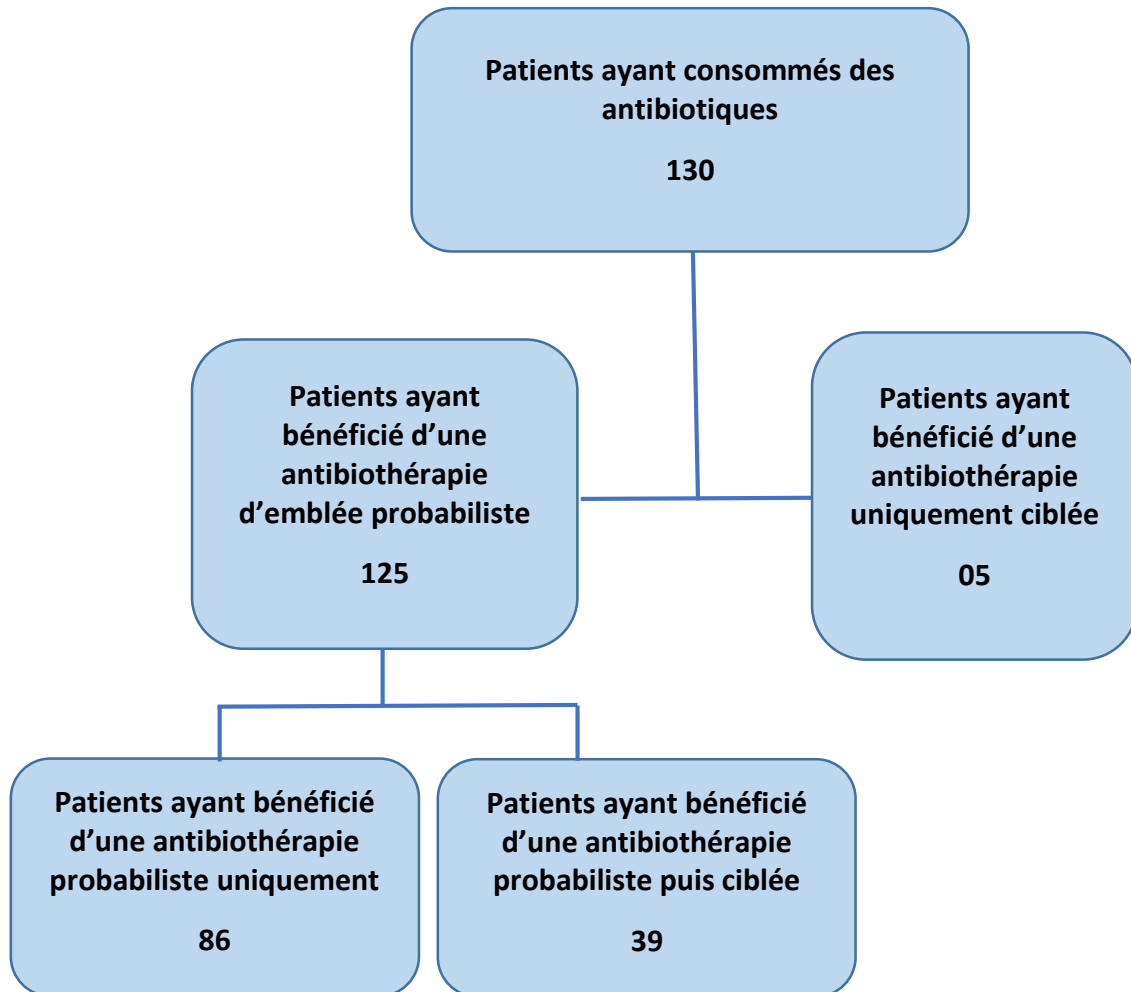 Patients ayant consommés des
antibiotiques
130
Patients ayant
bénéficié d’une
antibiothérapie
d’emblée probabiliste
125
Patients ayant
bénéficié d’une
antibiothérapie
uniquement ciblée
05
Patients ayant bénéficié
d’une antibiothérapie
probabiliste uniquement
86
Patients ayant bénéficié
d’une antibiothérapie
probabiliste puis ciblée
39